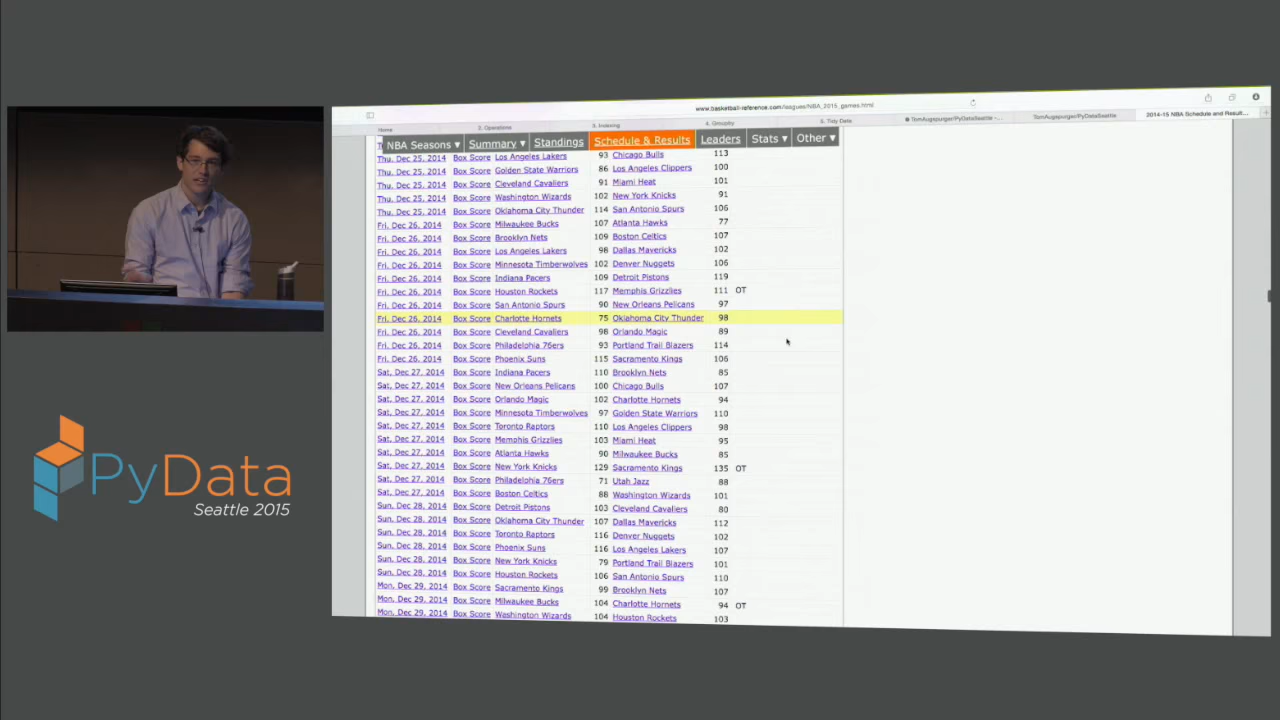 www.basketball-reference.com/leagues/NBA_2015_games.html
Home 2. Operations 3. Indexing 4. Groupby 5. Tidy Data TomAugspurger/PyDataSeattle -... TomAugspurger/PyDataSeattle 2014-15 NBA Schedule and Result...
NBA Seasons ▾ Summary ▾ Standings Schedule & Results Leaders Stats ▾ Other ▾
Thu, Dec 25, 2014 Box Score Los Angeles Lakers 93 Chicago Bulls 113
Thu, Dec 25, 2014 Box Score Golden State Warriors 86 Los Angeles Clippers 100
Thu, Dec 25, 2014 Box Score Cleveland Cavaliers 91 Miami Heat 101
Thu, Dec 25, 2014 Box Score Washington Wizards 102 New York Knicks 91
Thu, Dec 25, 2014 Box Score Oklahoma City Thunder 114 San Antonio Spurs 106
Fri, Dec 26, 2014 Box Score Milwaukee Bucks 107 Atlanta Hawks 77
Fri, Dec 26, 2014 Box Score Brooklyn Nets 109 Boston Celtics 107
Fri, Dec 26, 2014 Box Score Los Angeles Lakers 98 Dallas Mavericks 102
Fri, Dec 26, 2014 Box Score Minnesota Timberwolves 102 Denver Nuggets 106
Fri, Dec 26, 2014 Box Score Indiana Pacers 109 Detroit Pistons 119
Fri, Dec 26, 2014 Box Score Houston Rockets 117 Memphis Grizzlies 111 OT
Fri, Dec 26, 2014 Box Score San Antonio Spurs 90 New Orleans Pelicans 97
Fri, Dec 26, 2014 Box Score Charlotte Hornets 75 Oklahoma City Thunder 98
Fri, Dec 26, 2014 Box Score Cleveland Cavaliers 98 Orlando Magic 89
Fri, Dec 26, 2014 Box Score Philadelphia 76ers 93 Portland Trail Blazers 114
Fri, Dec 26, 2014 Box Score Phoenix Suns 115 Sacramento Kings 106
Sat, Dec 27, 2014 Box Score Indiana Pacers 110 Brooklyn Nets 85
Sat, Dec 27, 2014 Box Score New Orleans Pelicans 100 Chicago Bulls 107
Sat, Dec 27, 2014 Box Score Orlando Magic 102 Charlotte Hornets 94
Sat, Dec 27, 2014 Box Score Minnesota Timberwolves 97 Golden State Warriors 110
Sat, Dec 27, 2014 Box Score Toronto Raptors 110 Los Angeles Clippers 98
Sat, Dec 27, 2014 Box Score Memphis Grizzlies 103 Miami Heat 95
Sat, Dec 27, 2014 Box Score Atlanta Hawks 90 Milwaukee Bucks 85
Sat, Dec 27, 2014 Box Score New York Knicks 129 Sacramento Kings 135 OT
Sat, Dec 27, 2014 Box Score Philadelphia 76ers 71 Utah Jazz 88
Sat, Dec 27, 2014 Box Score Boston Celtics 88 Washington Wizards 101
Sun, Dec 28, 2014 Box Score Detroit Pistons 103 Cleveland Cavaliers 80
Sun, Dec 28, 2014 Box Score Oklahoma City Thunder 107 Dallas Mavericks 112
Sun, Dec 28, 2014 Box Score Toronto Raptors 116 Denver Nuggets 102
Sun, Dec 28, 2014 Box Score Phoenix Suns 116 Los Angeles Lakers 107
Sun, Dec 28, 2014 Box Score New York Knicks 79 Portland Trail Blazers 101
Sun, Dec 28, 2014 Box Score Houston Rockets 106 San Antonio Spurs 110
Mon, Dec 29, 2014 Box Score Sacramento Kings 99 Brooklyn Nets 107
Mon, Dec 29, 2014 Box Score Milwaukee Bucks 104 Charlotte Hornets 94 OT
Mon, Dec 29, 2014 Box Score Washington Wizards 104 Houston Rockets 103
PyData
Seattle 2015